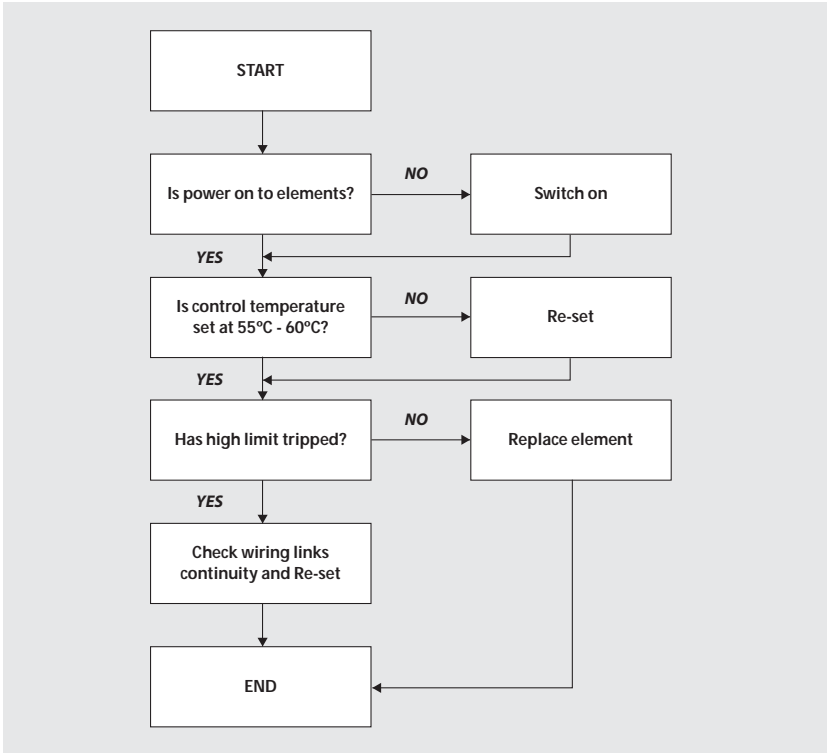 START
Is power on to elements?
NO
Switch on
YES
Is control temperature
set at 55ºC - 60ºC?
NO
Re-set
YES
Has high limit tripped?
NO
Replace element
YES
Check wiring links
continuity and Re-set
END